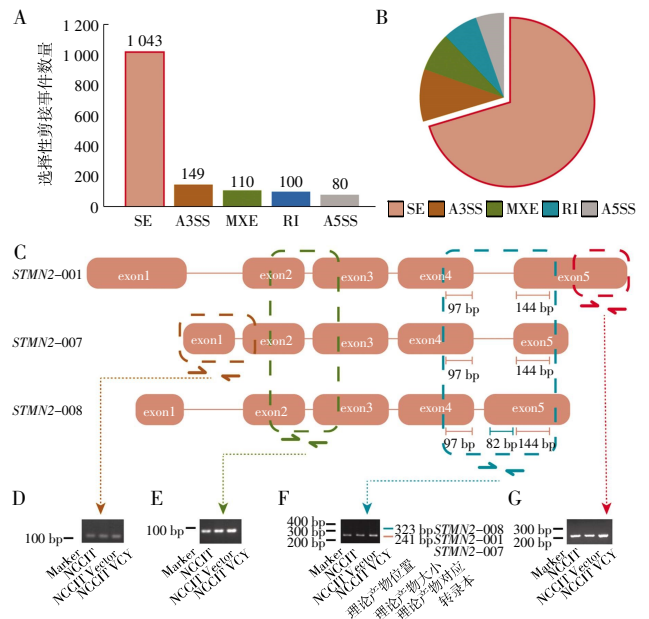 A
选择性剪接事件数量
1 200
1 000
800
600
400
200
0
1 043
149
110
100
80
SE A3SS MXE RI A5SS
B
SE A3SS MXE RI A5SS
C
STMN2-001
exon1 exon2 exon3 exon4 exon5
97 bp 144 bp
STMN2-007
exon1 exon2 exon3 exon4 exon5
97 bp 144 bp
STMN2-008
exon1 exon2 exon3 exon4 exon5
97 bp 82 bp 144 bp
D
100 bp
Marker
NCCIT
NCCIT Vector
NCCIT VCY
E
100 bp
Marker
NCCIT
NCCIT Vector
NCCIT VCY
F
400 bp
300 bp
200 bp
323 bp STMN2-008
241 bp STMN2-001
STMN2-007
Marker
NCCIT
NCCIT Vector
NCCIT VCY
理论产物位置
理论产物大小
理论产物对应
转录本
G
300 bp
200 bp
Marker
NCCIT
NCCIT Vector
NCCIT VCY